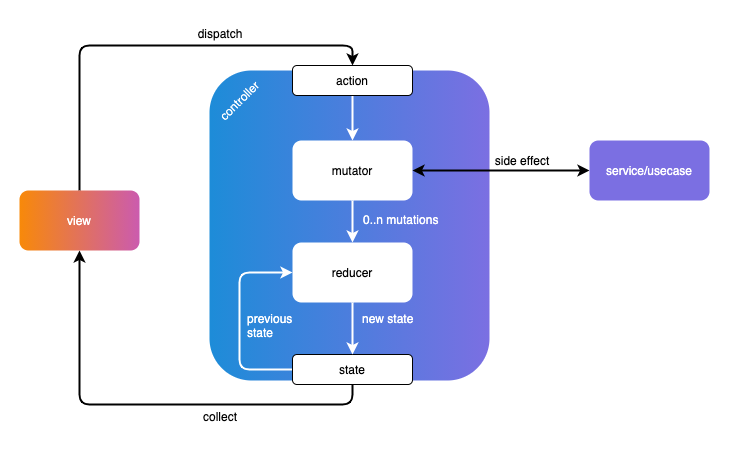 dispatch
action
controller
mutator
side effect
service/usecase
view
0..n mutations
reducer
previous
state
new state
state
collect